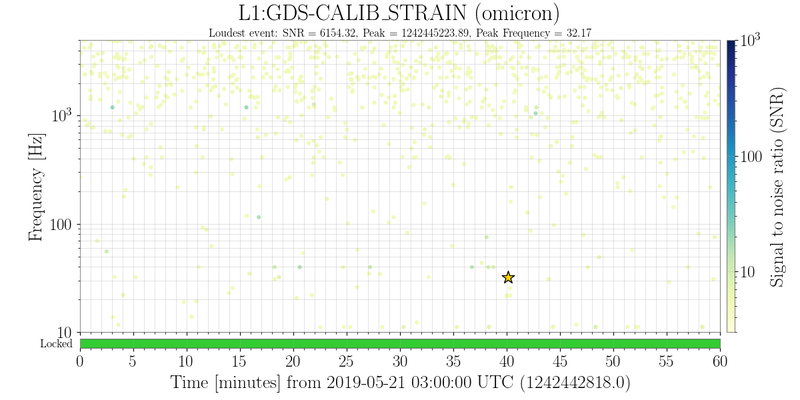 L1:GDS-CALIB_STRAIN (omicron)
Loudest event: SNR = 6154.32, Peak = 1242445223.89, Peak Frequency = 32.17
Frequency [Hz]
10³
100
10
Locked
0 5 10 15 20 25 30 35 40 45 50 55 60
Time [minutes] from 2019-05-21 03:00:00 UTC (1242442818.0)
10³
100
10
Signal to noise ratio (SNR)